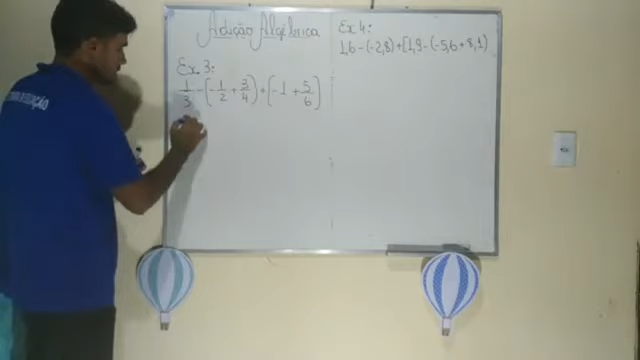 Adição Algébrica
Ex 3:
1/3 - (-1/2 + 3/4) + (-1 + 5/6)
Ex 4:
1,6 - (-2,8) + [1,9 - (-5,6 + 8,1)